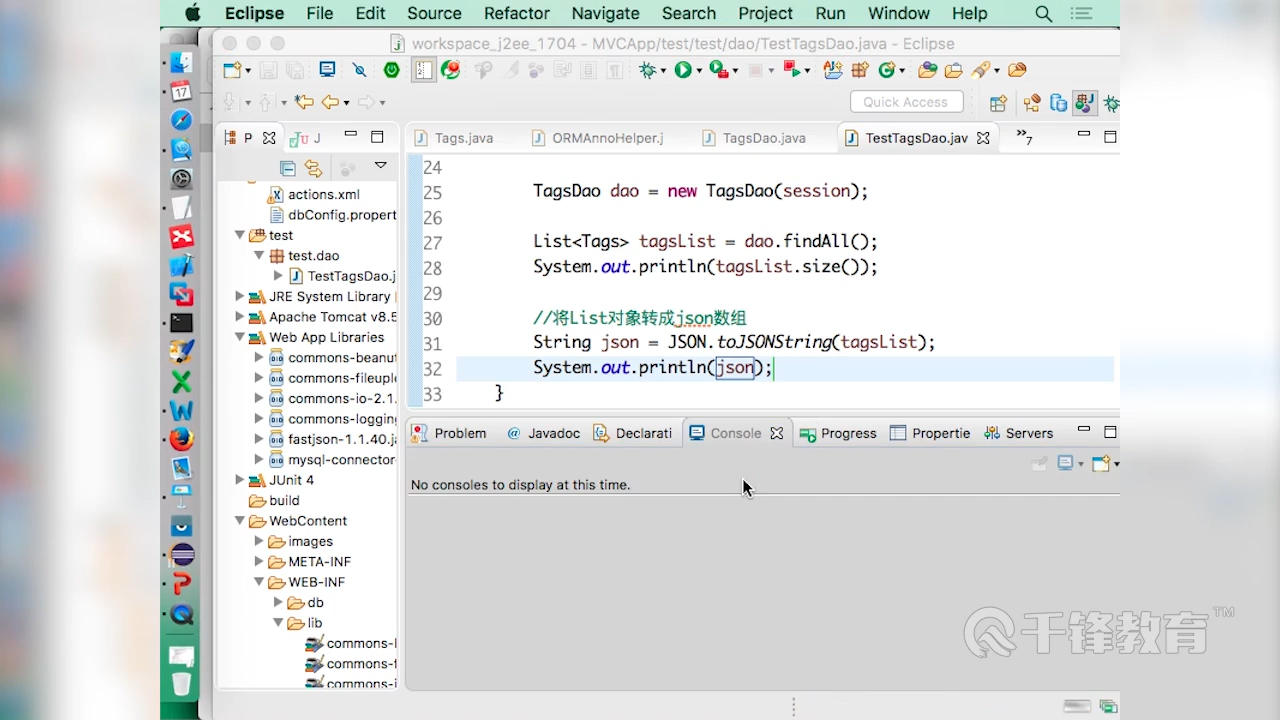 Eclipse File Edit Source Refactor Navigate Search Project Run Window Help
workspace_j2ee_1704 - MVCApp/test/test/dao/TestTagsDao.java - Eclipse
17
Quick Access
P J
Tags.java ORMAnnoHelper.j TagsDao.java TestTagsDao.jav »7
actions.xml
dbConfig.propert
test
test.dao
TestTagsDao.j
JRE System Library
Apache Tomcat v8.5
Web App Libraries
commons-beanut
commons-fileuplo
commons-io-2.1.
commons-logging
fastjson-1.1.40.ja
mysql-connector
JUnit 4
build
WebContent
images
META-INF
WEB-INF
db
lib
commons-l
commons-f
commons-i
24
25 TagsDao dao = new TagsDao(session);
26
27 List<Tags> tagsList = dao.findAll();
28 System.out.println(tagsList.size());
29
30 //将List对象转成json数组
31 String json = JSON.toJSONString(tagsList);
32 System.out.println(json);
33 }
Problem @ Javadoc Declarati Console Progress Propertie Servers
No consoles to display at this time.
千锋教育™